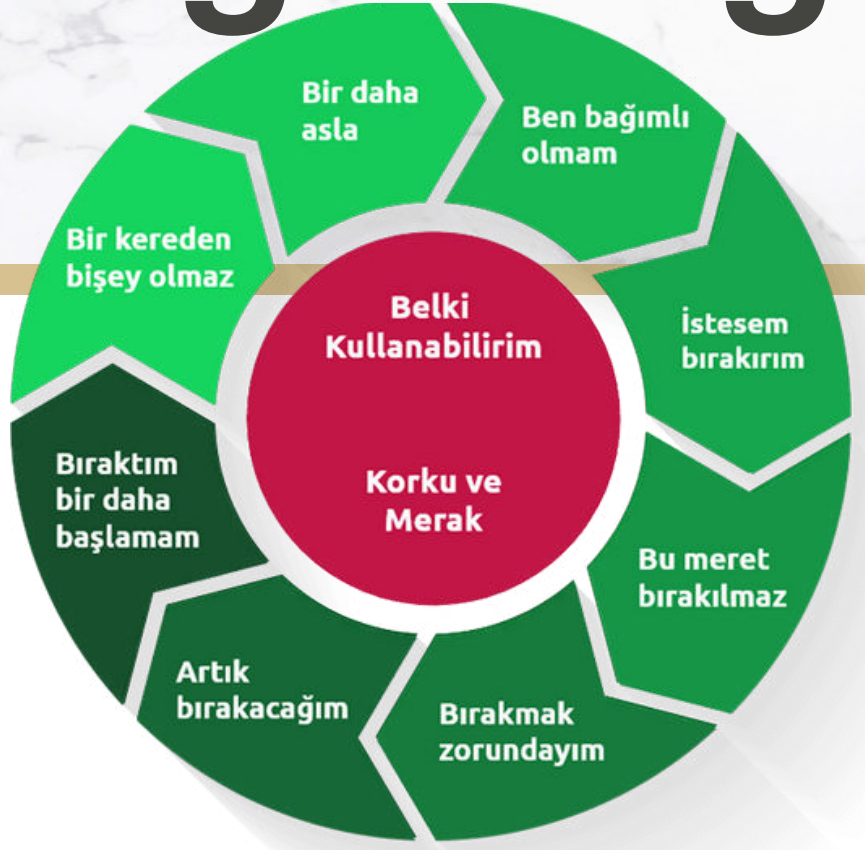 Bir daha
asla
Ben bağımlı
olmam
Bir kereden
bişey olmaz
İstesem
bırakırım
Belki
Kullanabilirim
Korku ve
Merak
Bıraktım
bir daha
başlamam
Bu meret
bırakılmaz
Artık
bırakacağım
Bırakmak
zorundayım